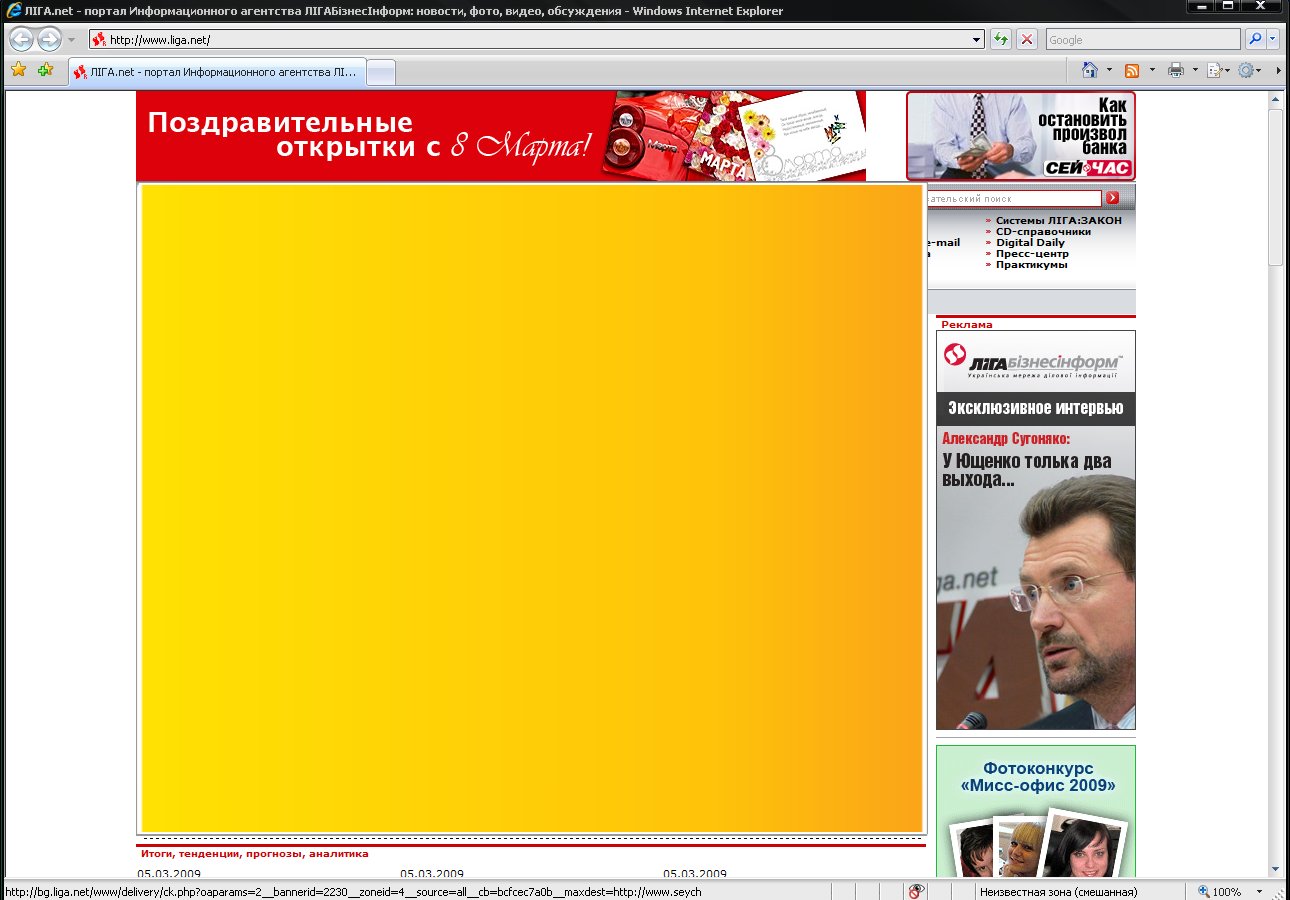 ЛІГА.net - портал Информационного агентства ЛІГАБізнесІнформ: новости, фото, видео, обсуждения - Windows Internet Explorer
http://www.liga.net/
Google
ЛІГА.net - портал Информационного агентства ЛІ...
Поздравительные
открытки с 8 Марта!
Марта
МАРТА
Как
остановить
произвол
банка
СЕЙЧАС
ательский поиск
» Системы ЛІГА:ЗАКОН
» CD-справочники
e-mail » Digital Daily
а » Пресс-центр
» Практикумы
Реклама
ЛІГАБІЗНЕСІНФОРМ™
Українська мережа ділової інформації
Эксклюзивное интервью
Александр Сугоняко:
У Ющенко толька два
выхода...
ga.net
Фотоконкурс
«Мисс-офис 2009»
Итоги, тенденции, прогнозы, аналитика
05.03.2009 05.03.2009 05.03.2009
http://bg.liga.net/www/delivery/ck.php?oaparams=2__bannerid=2230__zoneid=4__source=all__cb=bcfcec7a0b__maxdest=http://www.seych
Неизвестная зона (смешанная)
100%